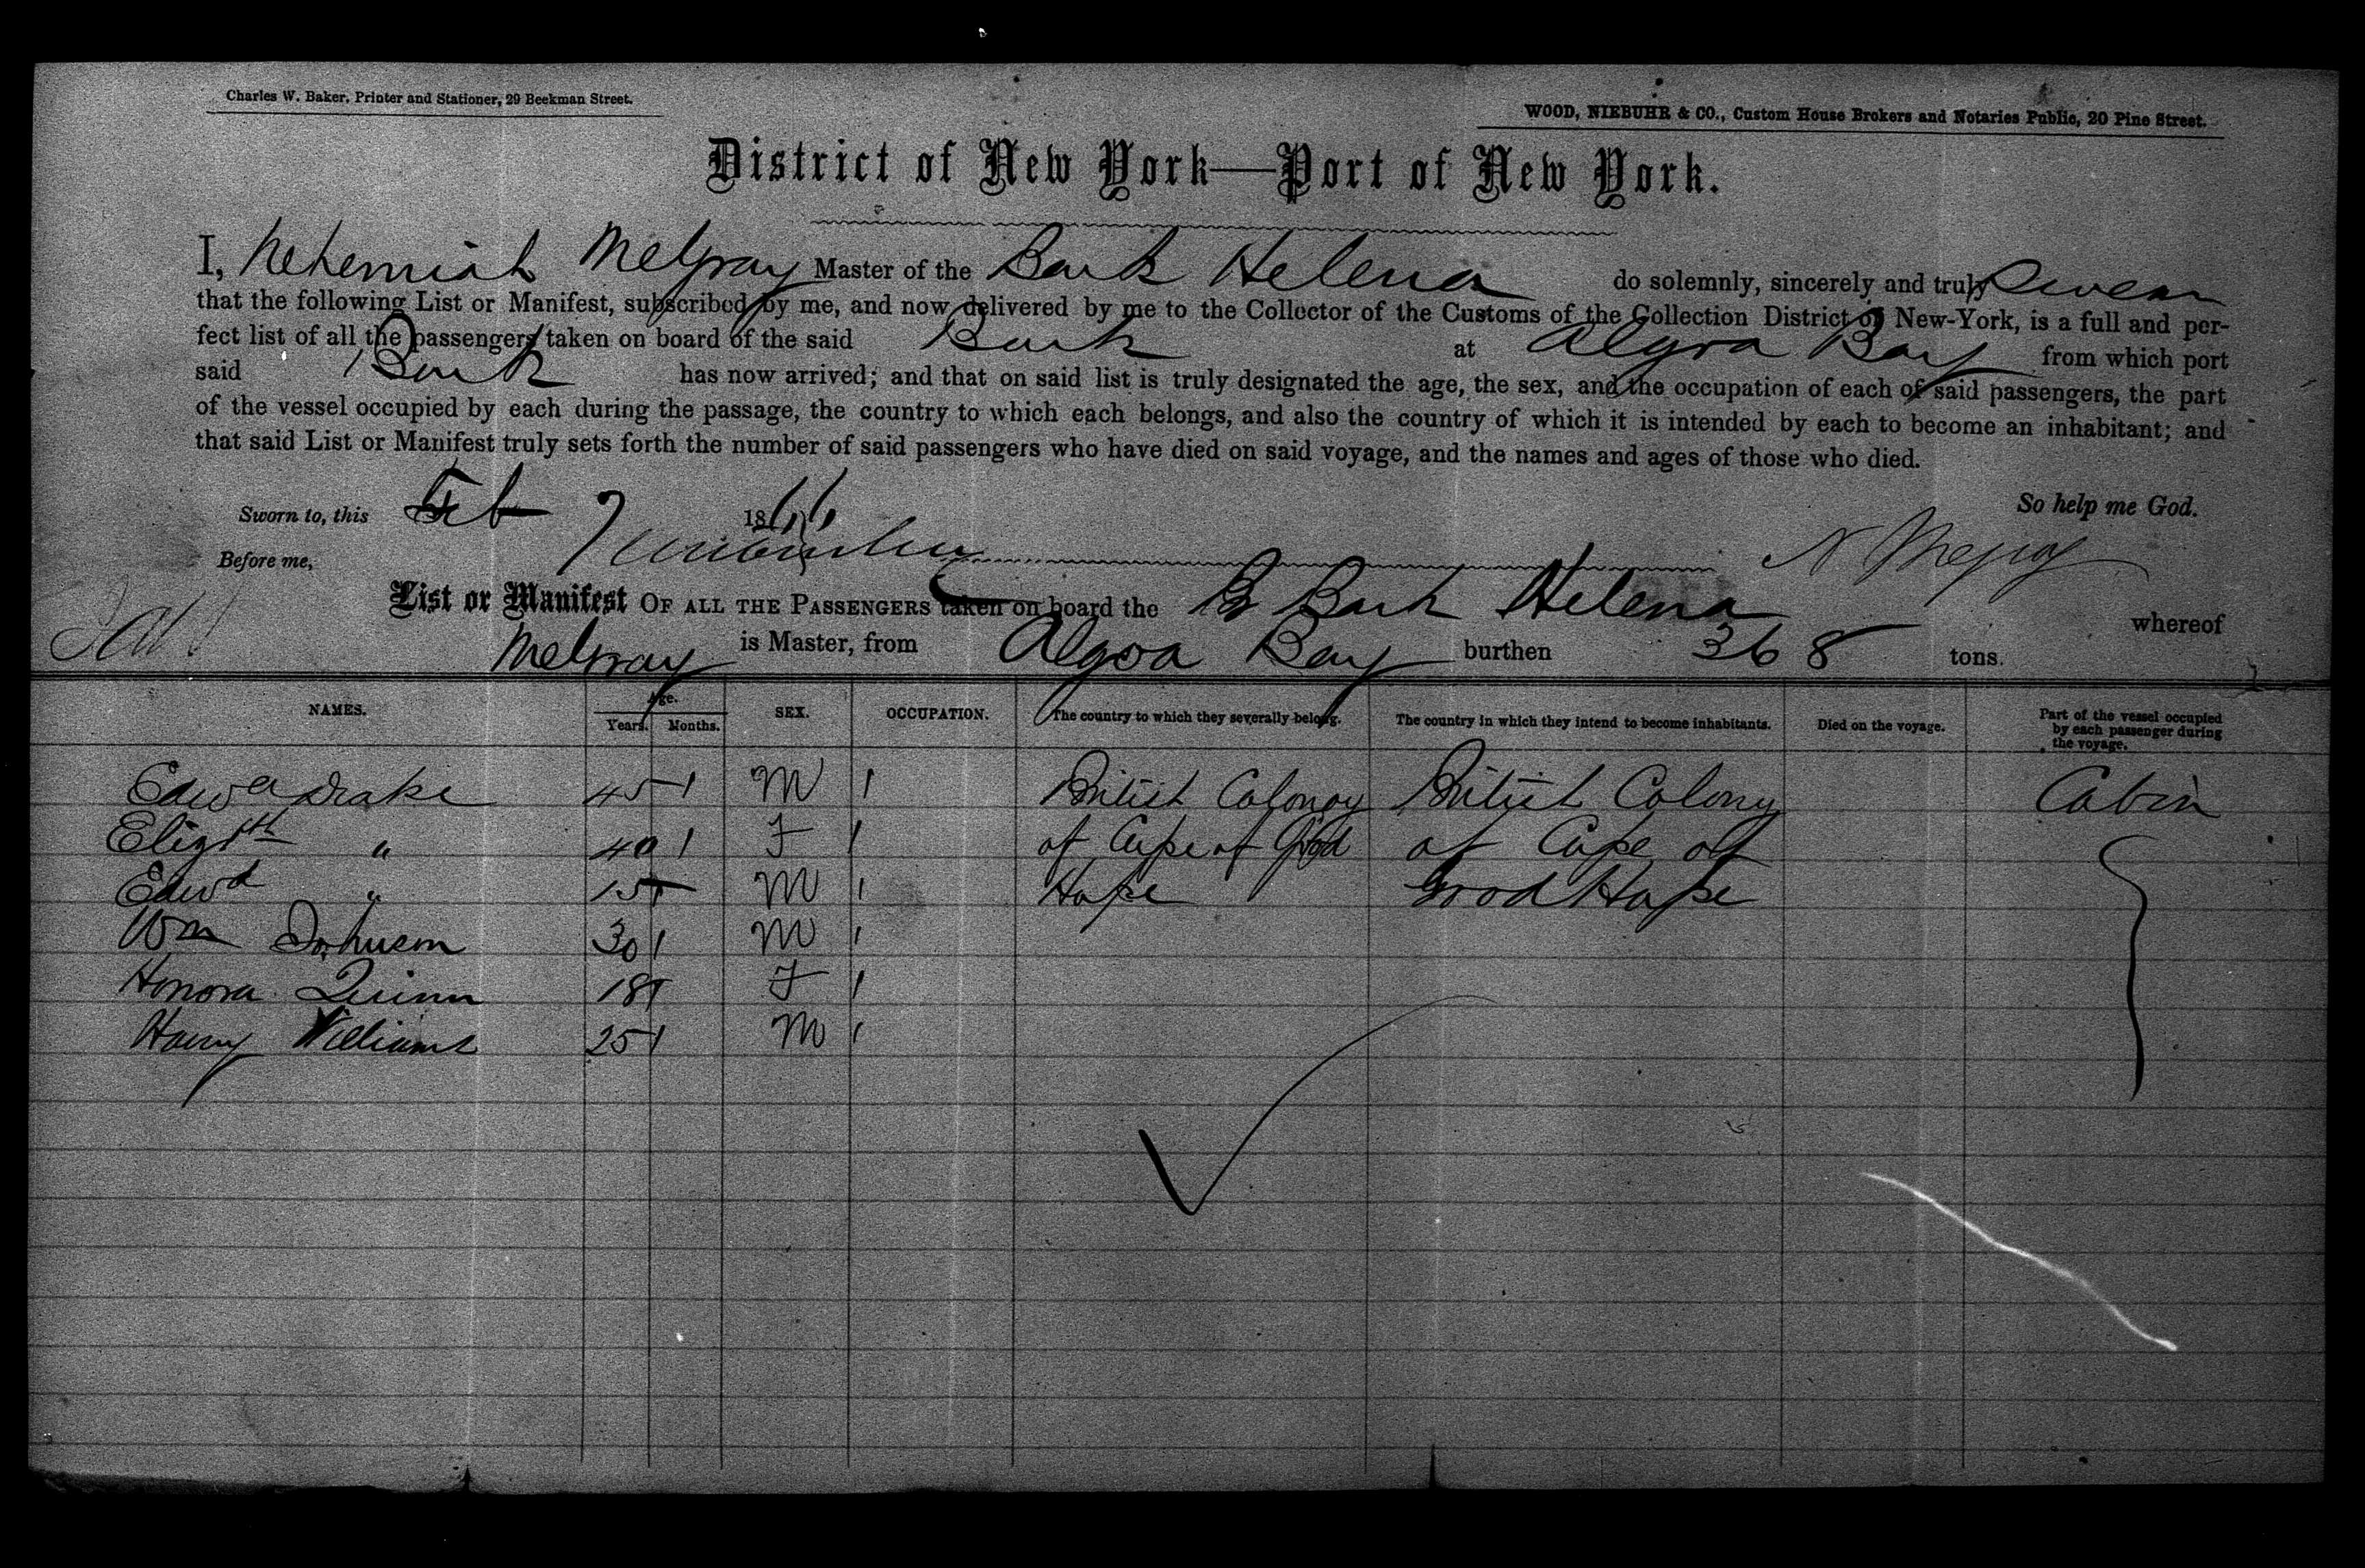 Charles W. Baker, Printer and Stationer, 29 Beekman Street.
WOOD, NIEBUHR & CO., Custom House Brokers and Notaries Public, 20 Pine Street.
District of New York—Port of New York.
I, Nehemiah McGray Master of the Bark Helena do solemnly, sincerely and truly Swear
that the following List or Manifest, subscribed by me, and now delivered by me to the Collector of the Customs of the Collection District of New-York, is a full and per-
fect list of all the passengers taken on board of the said Bark at Algoa Bay from which port
said Bark has now arrived; and that on said list is truly designated the age, the sex, and the occupation of each of said passengers, the part
of the vessel occupied by each during the passage, the country to which each belongs, and also the country of which it is intended by each to become an inhabitant; and
that said List or Manifest truly sets forth the number of said passengers who have died on said voyage, and the names and ages of those who died.
Sworn to, this Feb 7 1866 So help me God.
Before me, N McGray
List or Manifest OF ALL THE PASSENGERS taken on board the Br Bark Helena whereof
McGray is Master, from Algoa Bay burthen 368 tons.
NAMES. Age. Years. Months. SEX. OCCUPATION. The country to which they severally belong. The country in which they intend to become inhabitants. Died on the voyage. Part of the vessel occupied by each passenger during the voyage.
Edwd Drake 45 M British Colonoy British Colony Cabin
Elizth " 40 F of Cape of Good of Cape of
Edwd " 15 M Hope Good Hope
Wm Johnson 30 M
Honora Quinn 18 F
Harry Williams 25 M